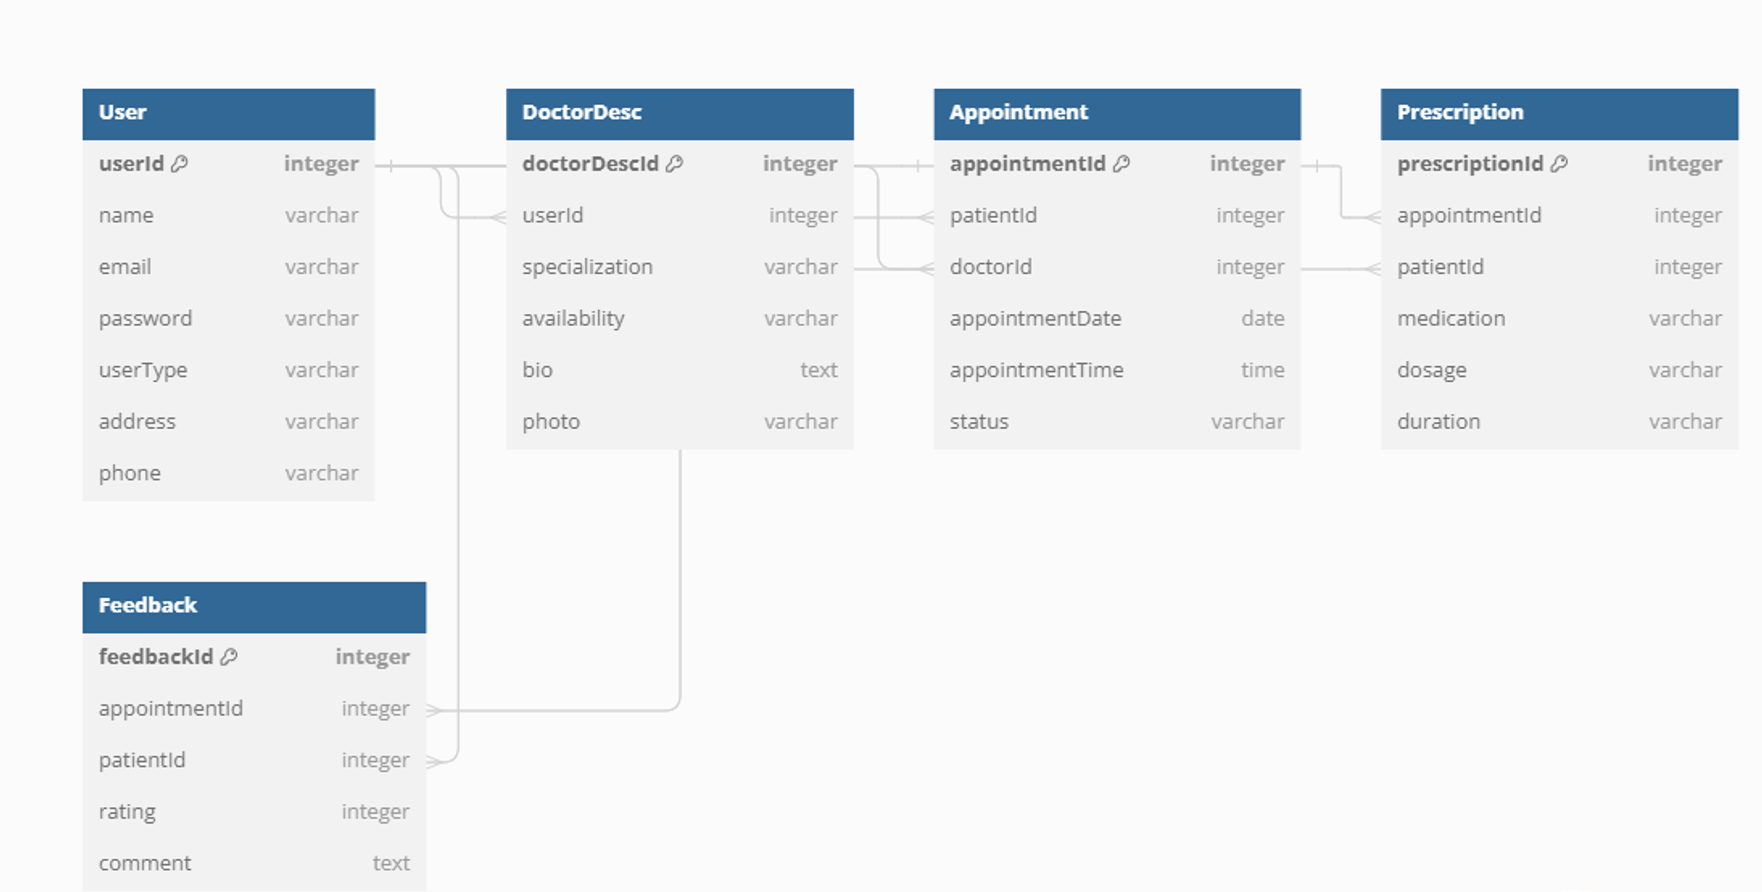 User
userId integer
name varchar
email varchar
password varchar
userType varchar
address varchar
phone varchar
DoctorDesc
doctorDescId integer
userId integer
specialization varchar
availability varchar
bio text
photo varchar
Appointment
appointmentId integer
patientId integer
doctorId integer
appointmentDate date
appointmentTime time
status varchar
Prescription
prescriptionId integer
appointmentId integer
patientId integer
medication varchar
dosage varchar
duration varchar
Feedback
feedbackId integer
appointmentId integer
patientId integer
rating integer
comment text